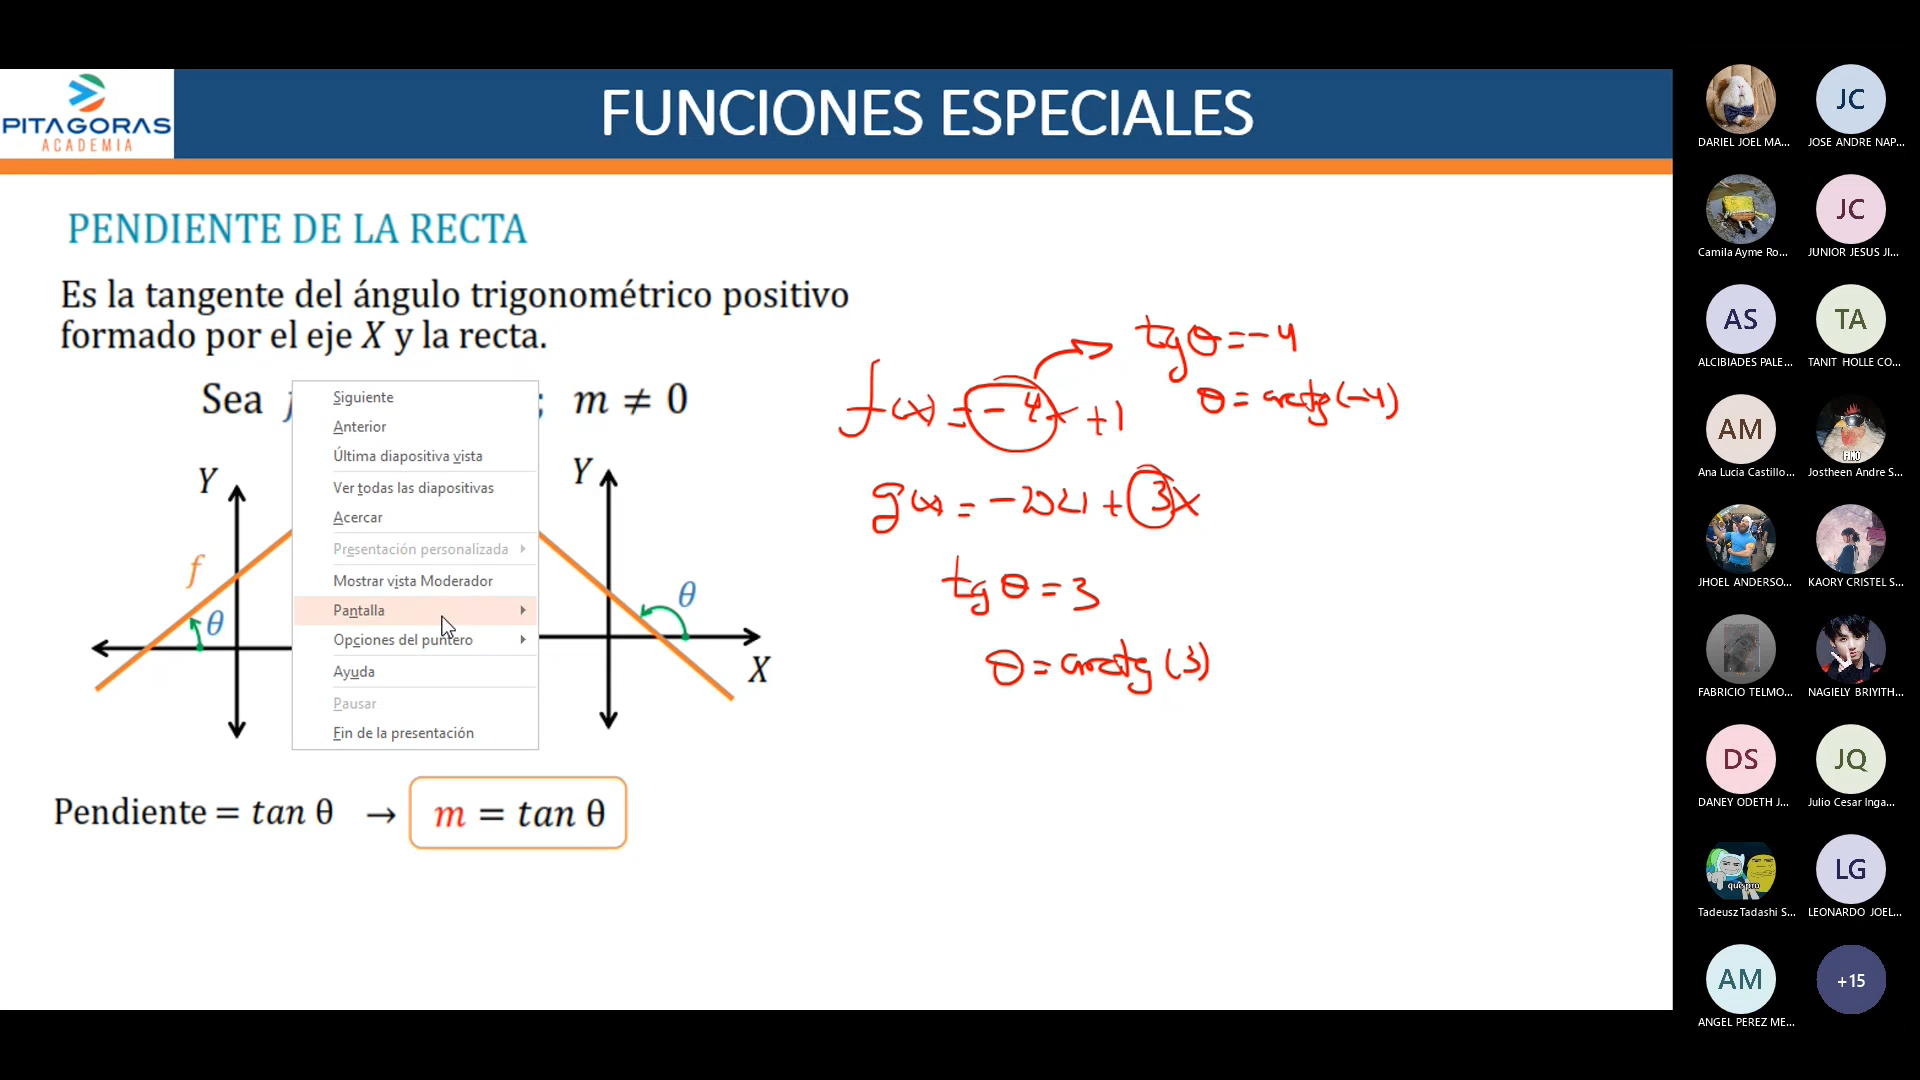 PITAGORAS
ACADEMIA
FUNCIONES ESPECIALES
PENDIENTE DE LA RECTA
Es la tangente del ángulo trigonométrico positivo
formado por el eje X y la recta.
Sea ; m ≠ 0
Siguiente
Anterior
Última diapositiva vista
Ver todas las diapositivas
Acercar
Presentación personalizada
Mostrar vista Moderador
Pantalla
Opciones del puntero
Ayuda
Pausar
Fin de la presentación
Y
f
θ
Y
θ
X
Pendiente = tan θ → m = tan θ
tg θ = -4
θ = arctg(-4)
f(x) = -4x + 1
g(x) = -2021 + 3x
tg θ = 3
θ = arctg(3)
DARIEL JOEL MA...
JC
JOSE ANDRE NAP...
Camila Ayme Ro...
JC
JUNIOR JESUS JI...
AS
ALCIBIADES PALE...
TA
TANIT HOLLE CO...
AM
Ana Lucia Castillo...
FINO
Jostheen Andre S...
JHOEL ANDERSO...
KAORY CRISTEL S...
FABRICIO TELMO...
NAGIELY BRIYITH...
DS
DANEY ODETH J...
JQ
Julio Cesar Inga...
que pro
Tadeusz Tadashi S...
LG
LEONARDO JOEL...
AM
ANGEL PEREZ ME...
+15